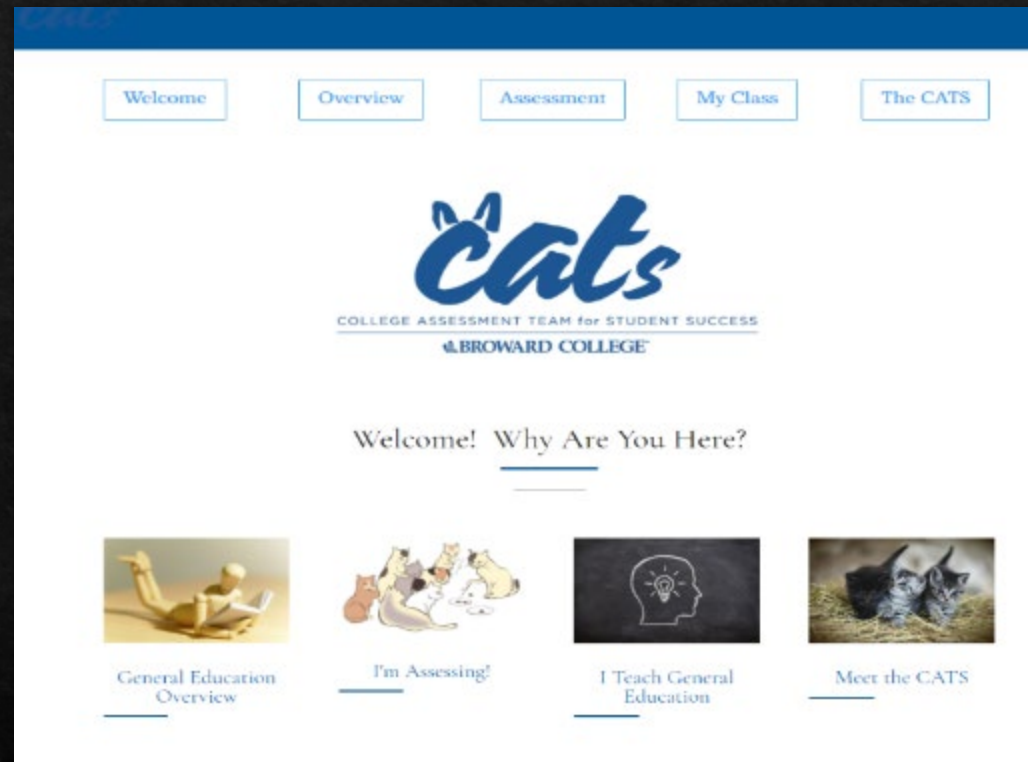 Cats
Welcome
Overview
Assessment
My Class
The CATS
cats
COLLEGE ASSESSMENT TEAM for STUDENT SUCCESS
BROWARD COLLEGE
Welcome! Why Are You Here?
General Education
Overview
I'm Assessing!
I Teach General
Education
Meet the CATS